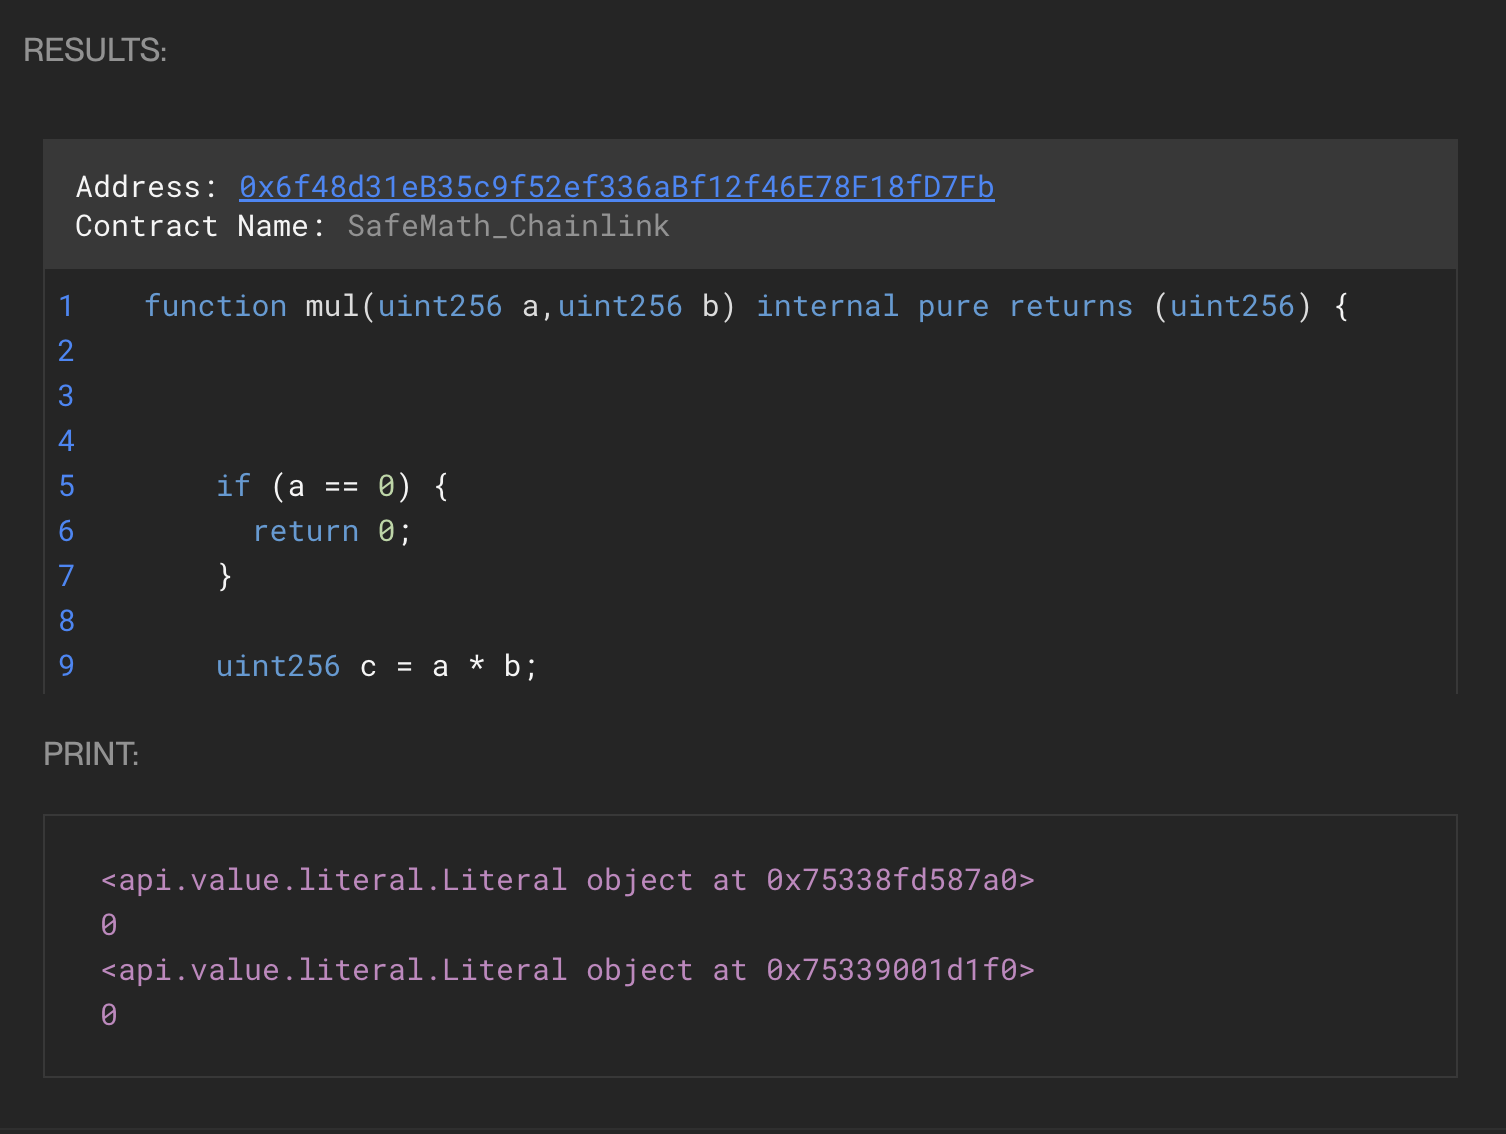 RESULTS:
Address: 0x6f48d31eB35c9f52ef336aBf12f46E78F18fD7Fb
Contract Name: SafeMath_Chainlink
1 function mul(uint256 a,uint256 b) internal pure returns (uint256) {
2
3
4
5 if (a == 0) {
6 return 0;
7 }
8
9 uint256 c = a * b;
PRINT:
<api.value.literal.Literal object at 0x75338fd587a0>
0
<api.value.literal.Literal object at 0x75339001d1f0>
0